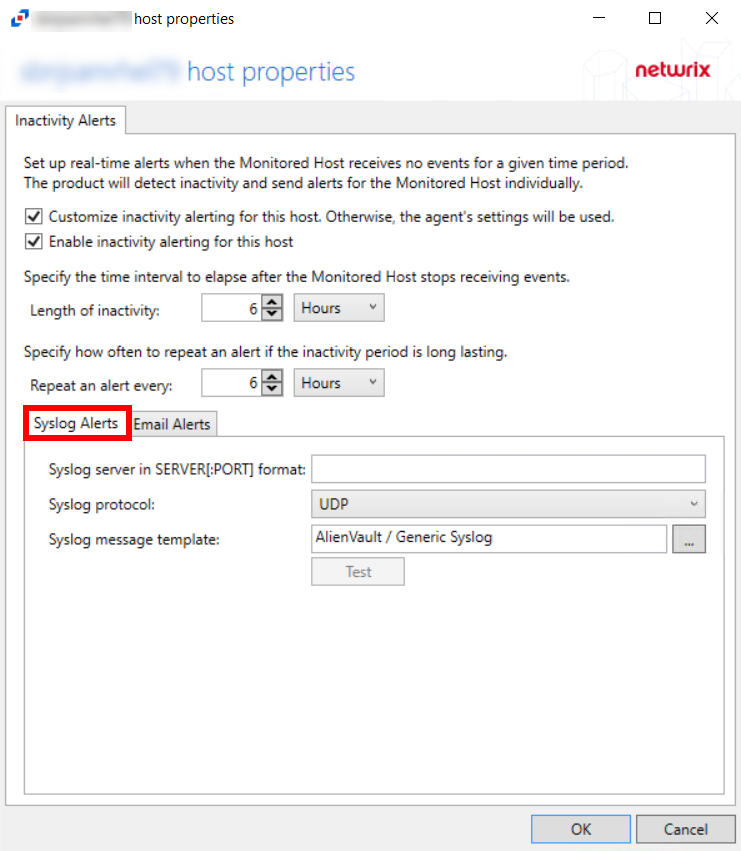 host properties
host properties
netwrix
Inactivity Alerts
Set up real-time alerts when the Monitored Host receives no events for a given time period.
The product will detect inactivity and send alerts for the Monitored Host individually.
Customize inactivity alerting for this host. Otherwise, the agent's settings will be used.
Enable inactivity alerting for this host
Specify the time interval to elapse after the Monitored Host stops receiving events.
Length of inactivity: 6 Hours
Specify how often to repeat an alert if the inactivity period is long lasting.
Repeat an alert every: 6 Hours
Syslog Alerts Email Alerts
Syslog server in SERVER[:PORT] format:
Syslog protocol: UDP
Syslog message template: AlienVault / Generic Syslog ...
Test
OK Cancel